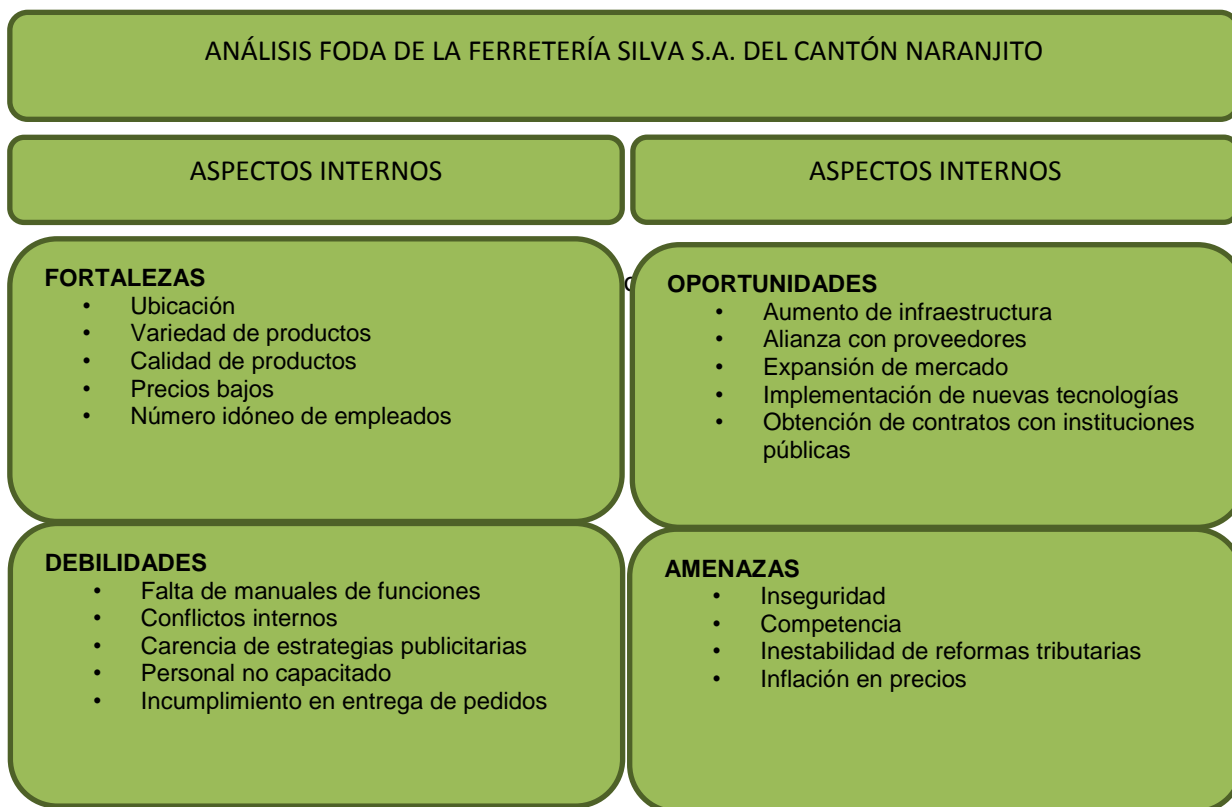 ANÁLISIS FODA DE LA FERRETERÍA SILVA S.A. DEL CANTÓN NARANJITO
ASPECTOS INTERNOS
ASPECTOS INTERNOS
FORTALEZAS
• Ubicación
• Variedad de productos
• Calidad de productos
• Precios bajos
• Número idóneo de empleados
OPORTUNIDADES
• Aumento de infraestructura
• Alianza con proveedores
• Expansión de mercado
• Implementación de nuevas tecnologías
• Obtención de contratos con instituciones
públicas
DEBILIDADES
• Falta de manuales de funciones
• Conflictos internos
• Carencia de estrategias publicitarias
• Personal no capacitado
• Incumplimiento en entrega de pedidos
AMENAZAS
• Inseguridad
• Competencia
• Inestabilidad de reformas tributarias
• Inflación en precios